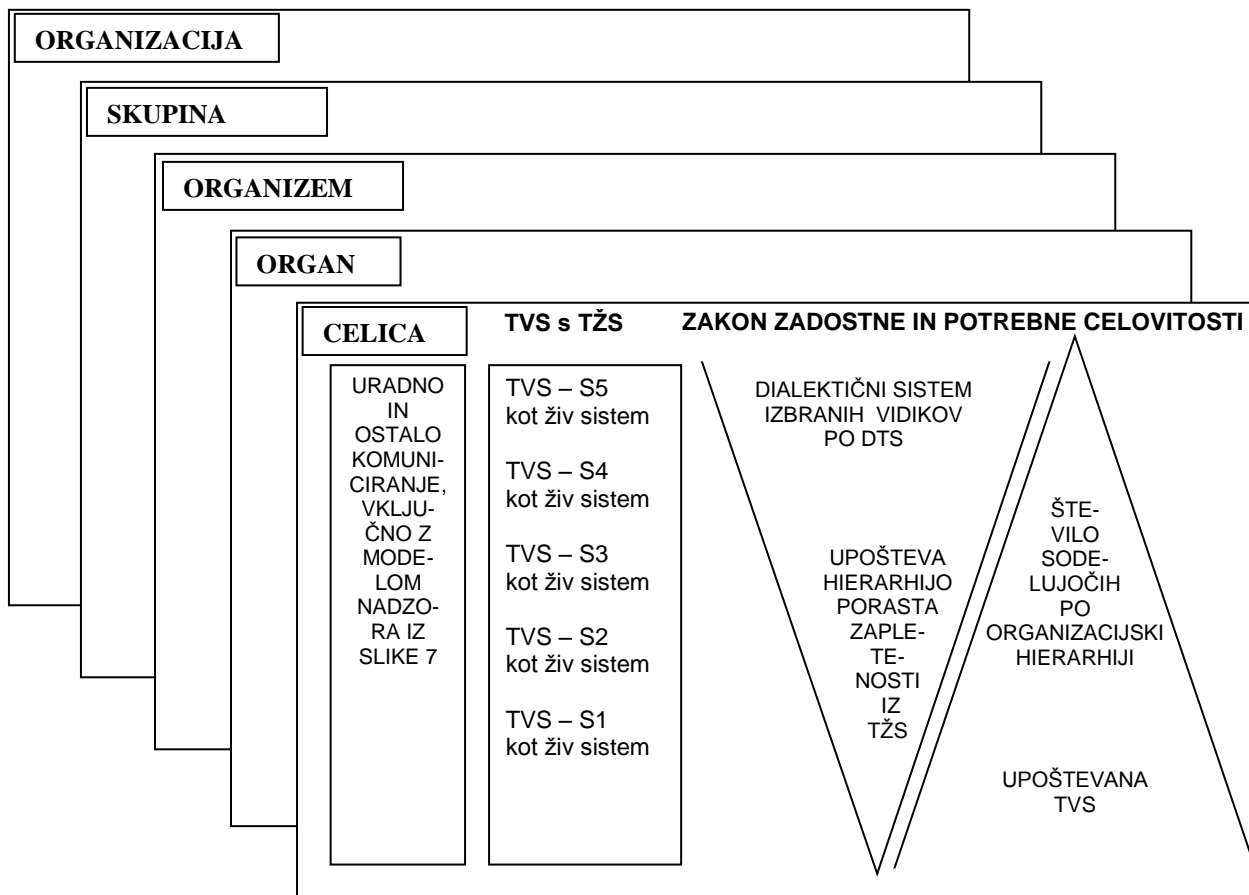 ORGANIZACIJA
SKUPINA
ORGANIZEM
ORGAN
CELICA
TVS s TŽS
ZAKON ZADOSTNE IN POTREBNE CELOVITOSTI
URADNO
IN
OSTALO
KOMUNI-
CIRANJE,
VKLJU-
ČNO Z
MODE-
LOM
NADZO-
RA IZ
SLIKE 7
TVS – S5
kot živ sistem
TVS – S4
kot živ sistem
TVS – S3
kot živ sistem
TVS – S2
kot živ sistem
TVS – S1
kot živ sistem
DIALEKTIČNI SISTEM
IZBRANIH VIDIKOV
PO DTS
UPOŠTEVA
HIERARHIJO
PORASTA
ZAPLE-
TE-
NOSTI
IZ
TŽS
ŠTE-
VILO
SODE-
LUJOČIH
PO
ORGANIZACIJSKI
HIERARHIJI
UPOŠTEVANA
TVS